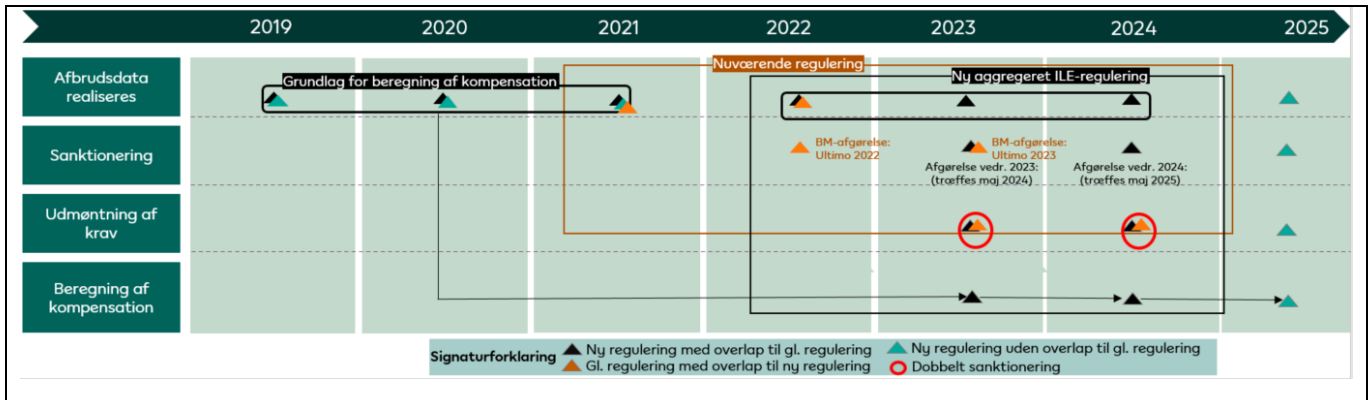 2019 2020 2021 2022 2023 2024 2025
Afbrudsdata
realiseres
Grundlag for beregning af kompensation
Nuværende regulering
Ny aggregeret ILE-regulering
Sanktionering
BM-afgørelse:
Ultimo 2022
BM-afgørelse:
Ultimo 2023
Afgørelse vedr. 2023:
(træffes maj 2024)
Afgørelse vedr. 2024:
(træffes maj 2025)
Udmøntning af
krav
Beregning af
kompensation
Signaturforklaring
Ny regulering med overlap til gl. regulering
Gl. regulering med overlap til ny regulering
Ny regulering uden overlap til gl. regulering
Dobbelt sanktionering